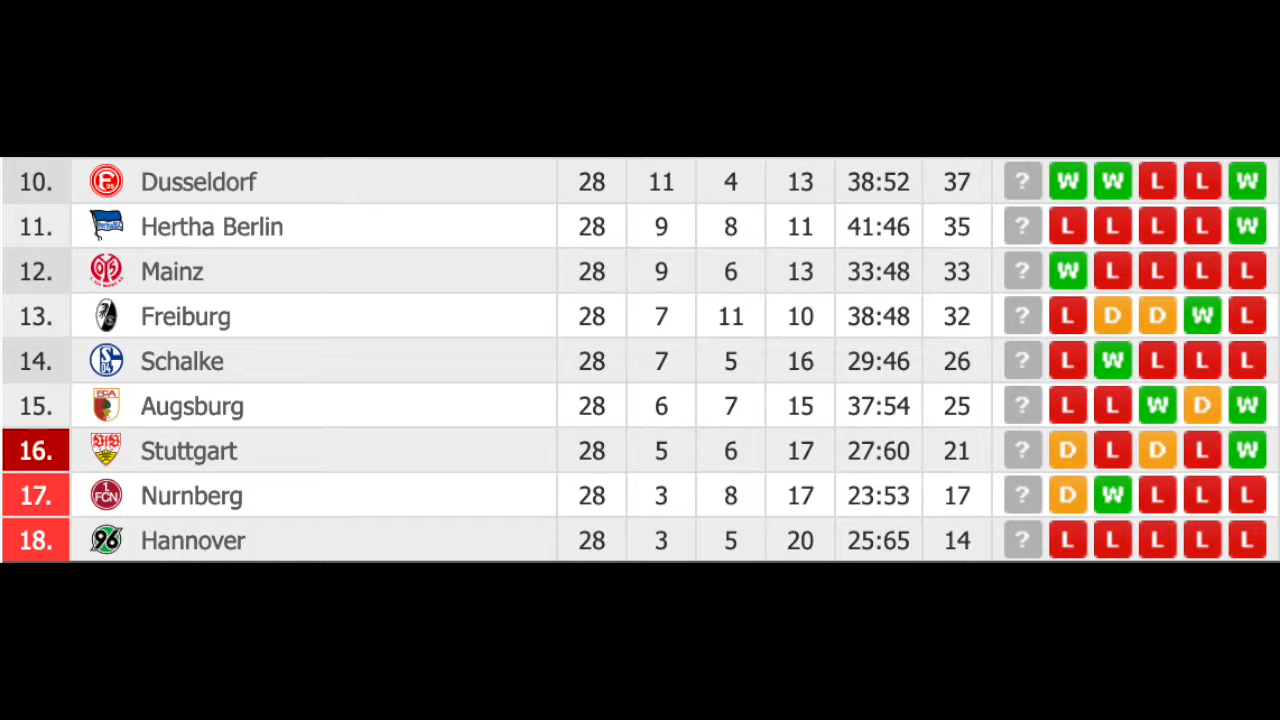 10. Dusseldorf 28 11 4 13 38:52 37 ? W W L L W
11. Hertha Berlin 28 9 8 11 41:46 35 ? L L L L W
12. Mainz 28 9 6 13 33:48 33 ? W L L L L
13. Freiburg 28 7 11 10 38:48 32 ? L D D W L
14. Schalke 28 7 5 16 29:46 26 ? L W L L L
15. Augsburg 28 6 7 15 37:54 25 ? L L W D W
16. Stuttgart 28 5 6 17 27:60 21 ? D L D L W
17. Nurnberg 28 3 8 17 23:53 17 ? D W L L L
18. Hannover 28 3 5 20 25:65 14 ? L L L L L